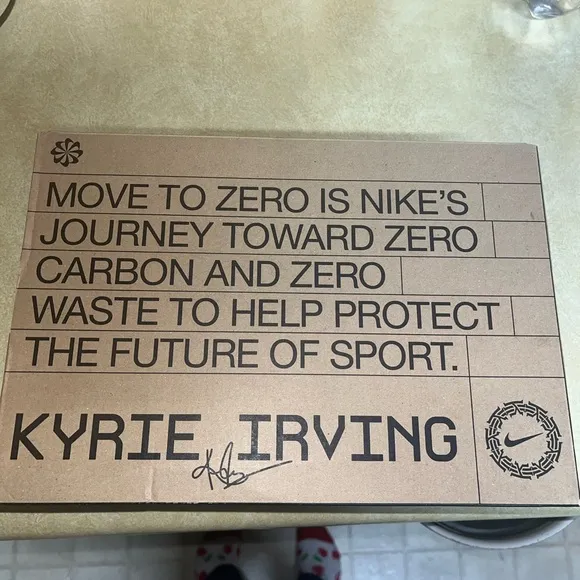 MOVE TO ZERO IS NIKE'S
JOURNEY TOWARD ZERO
CARBON AND ZERO
WASTE TO HELP PROTECT
THE FUTURE OF SPORT.
KYRIE IRVING